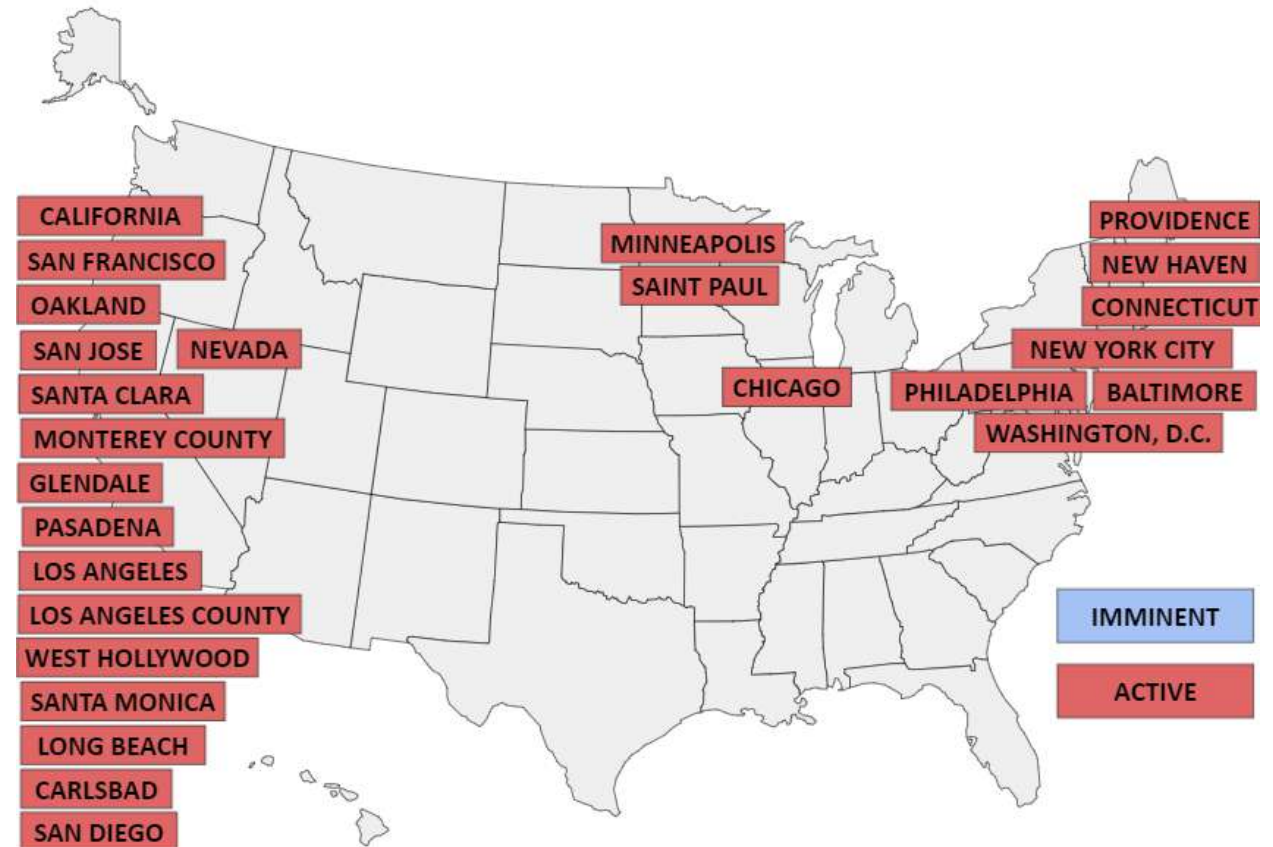 CALIFORNIA
SAN FRANCISCO
OAKLAND
SAN JOSE
NEVADA
SANTA CLARA
MONTEREY COUNTY
GLENDALE
PASADENA
LOS ANGELES
LOS ANGELES COUNTY
WEST HOLLYWOOD
SANTA MONICA
LONG BEACH
CARLSBAD
SAN DIEGO
MINNEAPOLIS
SAINT PAUL
CHICAGO
PROVIDENCE
NEW HAVEN
CONNECTICUT
NEW YORK CITY
PHILADELPHIA
BALTIMORE
WASHINGTON, D.C.
IMMINENT
ACTIVE